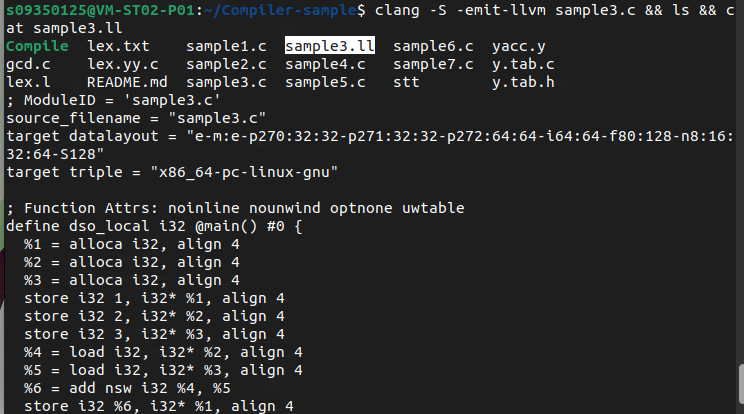 s09350125@VM-ST02-P01:~/Compiler-sample$ clang -S -emit-llvm sample3.c && ls && c
at sample3.ll
Compile  lex.txt    sample1.c  sample3.ll  sample6.c  yacc.y
gcd.c    lex.yy.c   sample2.c  sample4.c   sample7.c  y.tab.c
lex.l    README.md  sample3.c  sample5.c   stt        y.tab.h
; ModuleID = 'sample3.c'
source_filename = "sample3.c"
target datalayout = "e-m:e-p270:32:32-p271:32:32-p272:64:64-i64:64-f80:128-n8:16:
32:64-S128"
target triple = "x86_64-pc-linux-gnu"

; Function Attrs: noinline nounwind optnone uwtable
define dso_local i32 @main() #0 {
  %1 = alloca i32, align 4
  %2 = alloca i32, align 4
  %3 = alloca i32, align 4
  store i32 1, i32* %1, align 4
  store i32 2, i32* %2, align 4
  store i32 3, i32* %3, align 4
  %4 = load i32, i32* %2, align 4
  %5 = load i32, i32* %3, align 4
  %6 = add nsw i32 %4, %5
  store i32 %6, i32* %1, align 4